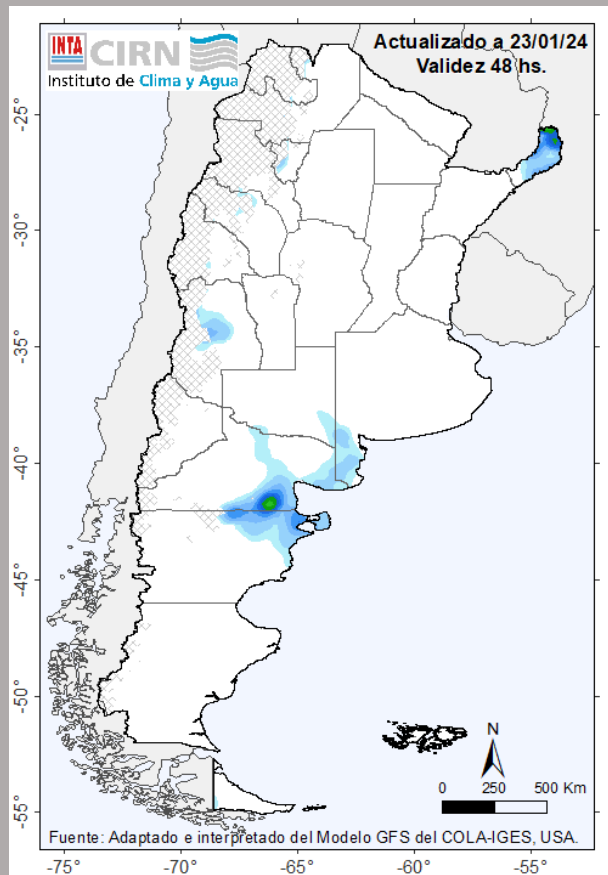 INTA CIRN
Instituto de Clima y Agua
Actualizado a 23/01/24
Validez 48 hs.
-25°
-30°
-35°
-40°
-45°
-50°
-55°
N
0 250 500 Km
Fuente: Adaptado e interpretado del Modelo GFS del COLA-IGES, USA.
-75° -70° -65° -60° -55°